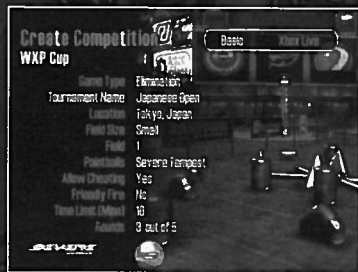 Create Competition
Basic Xbox Live
WXP Cup
Game Type Elimination
Tournament Name Japanese Open
Location Tokyo, Japan
Field Size Small
Field 1
Paintballs Severe Tempest
Allow Cheating Yes
Friendly Fire No
Time Limit (Mins) 10
Rounds 3 out of 5